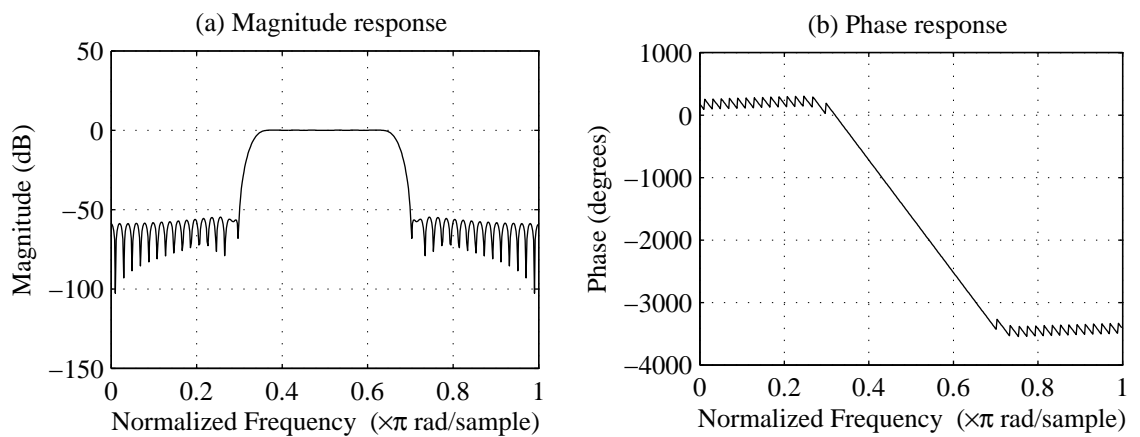 (a) Magnitude response
50
0
−50
−100
−150
Magnitude (dB)
0 0.2 0.4 0.6 0.8 1
Normalized Frequency (×π rad/sample)
(b) Phase response
1000
0
−1000
−2000
−3000
−4000
Phase (degrees)
0 0.2 0.4 0.6 0.8 1
Normalized Frequency (×π rad/sample)